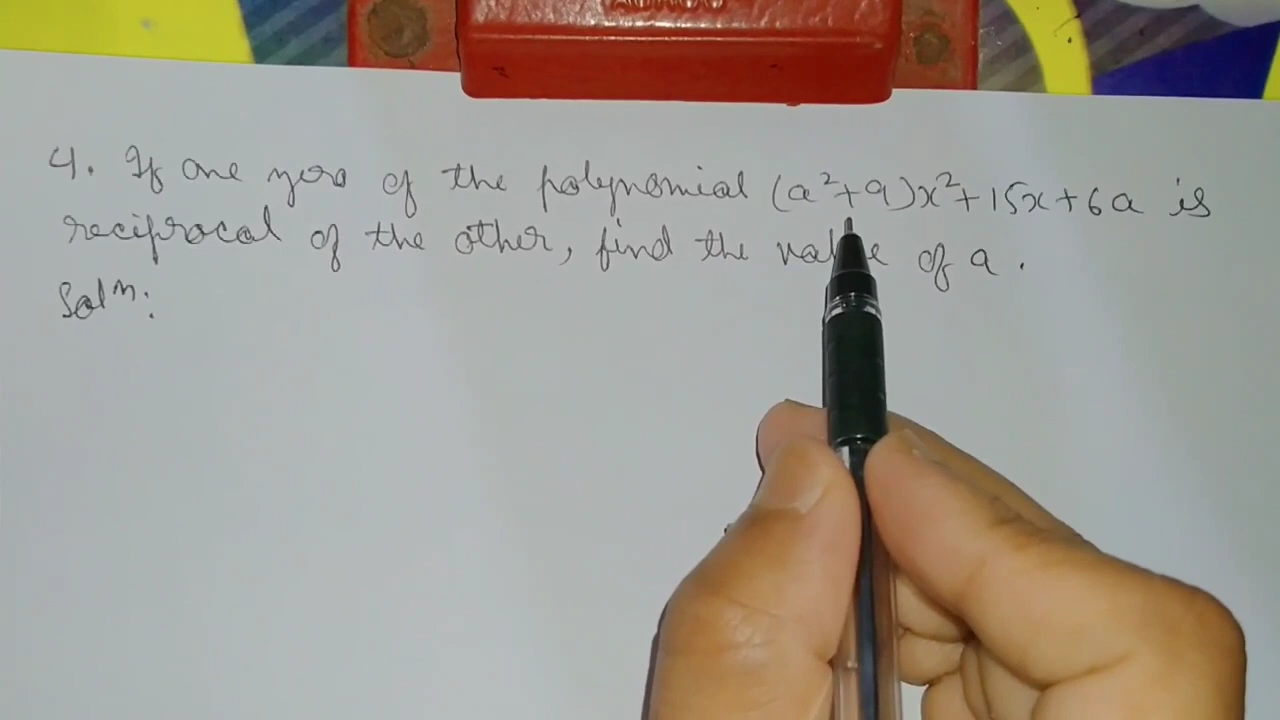 4. If one zero of the polynomial (a²+9)x²+15x+6a is
reciprocal of the other, find the value of a.
Solⁿ: